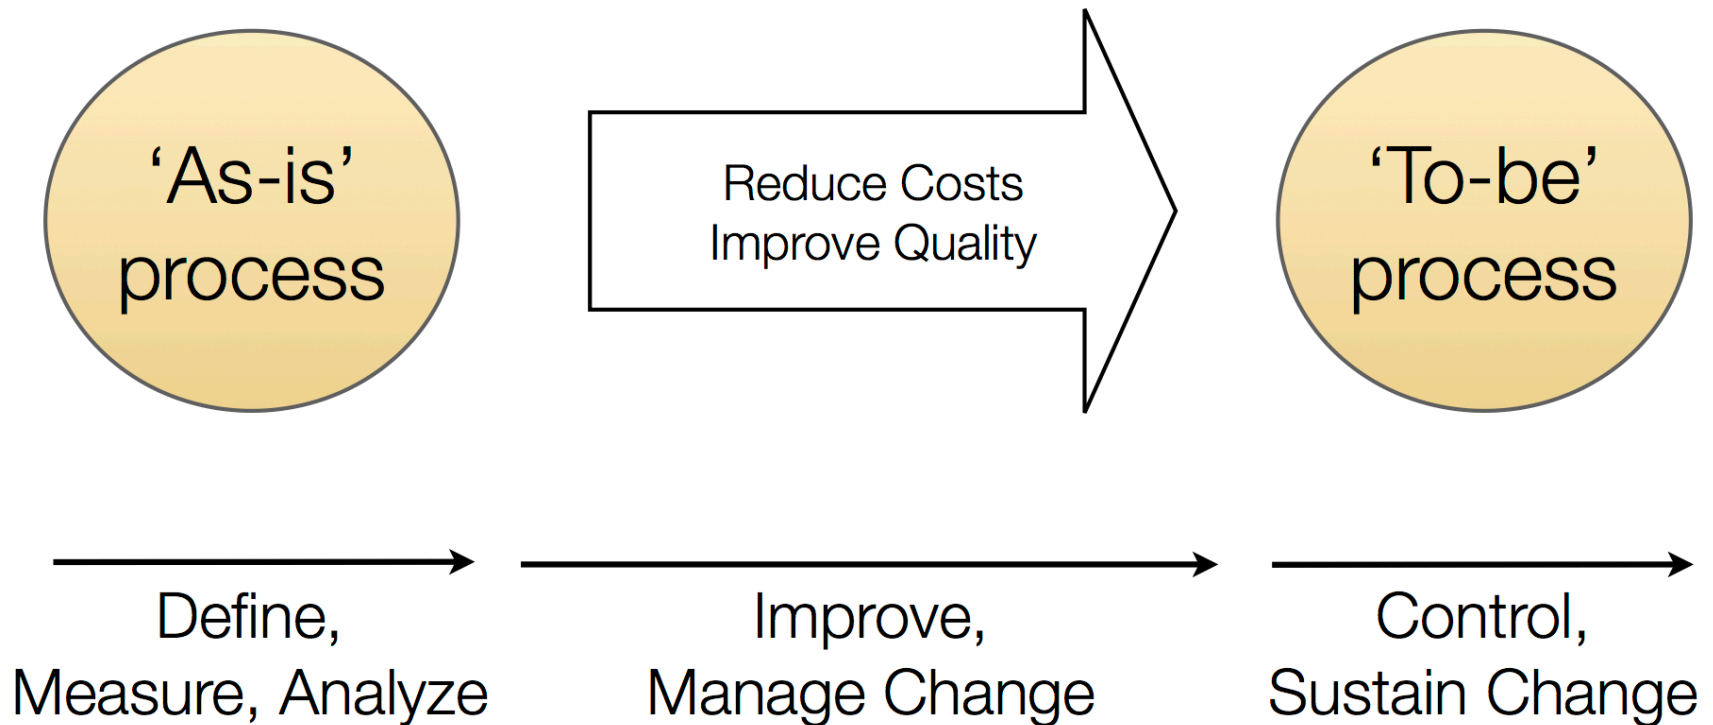 ‘As-is’
process
Reduce Costs
Improve Quality
‘To-be’
process
Define,
Measure, Analyze
Improve,
Manage Change
Control,
Sustain Change